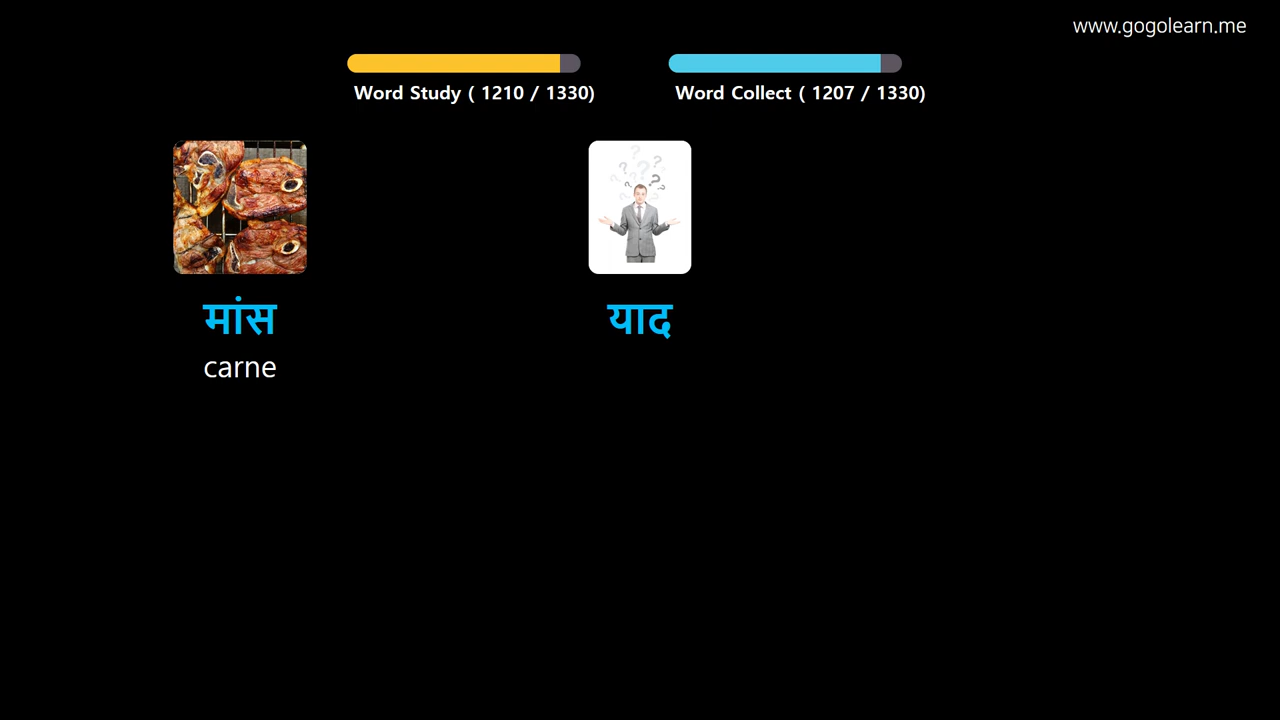 www.gogolearn.me
Word Study ( 1210 / 1330)
Word Collect ( 1207 / 1330)
मांस
याद
carne